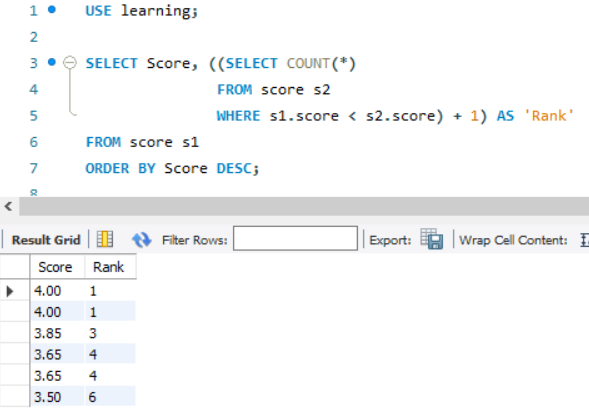 1 USE learning;
2
3 SELECT Score, ((SELECT COUNT(*)
4 FROM score s2
5 WHERE s1.score < s2.score) + 1) AS 'Rank'
6 FROM score s1
7 ORDER BY Score DESC;
8
Result Grid Filter Rows: Export: Wrap Cell Content:
Score Rank
4.00 1
4.00 1
3.85 3
3.65 4
3.65 4
3.50 6